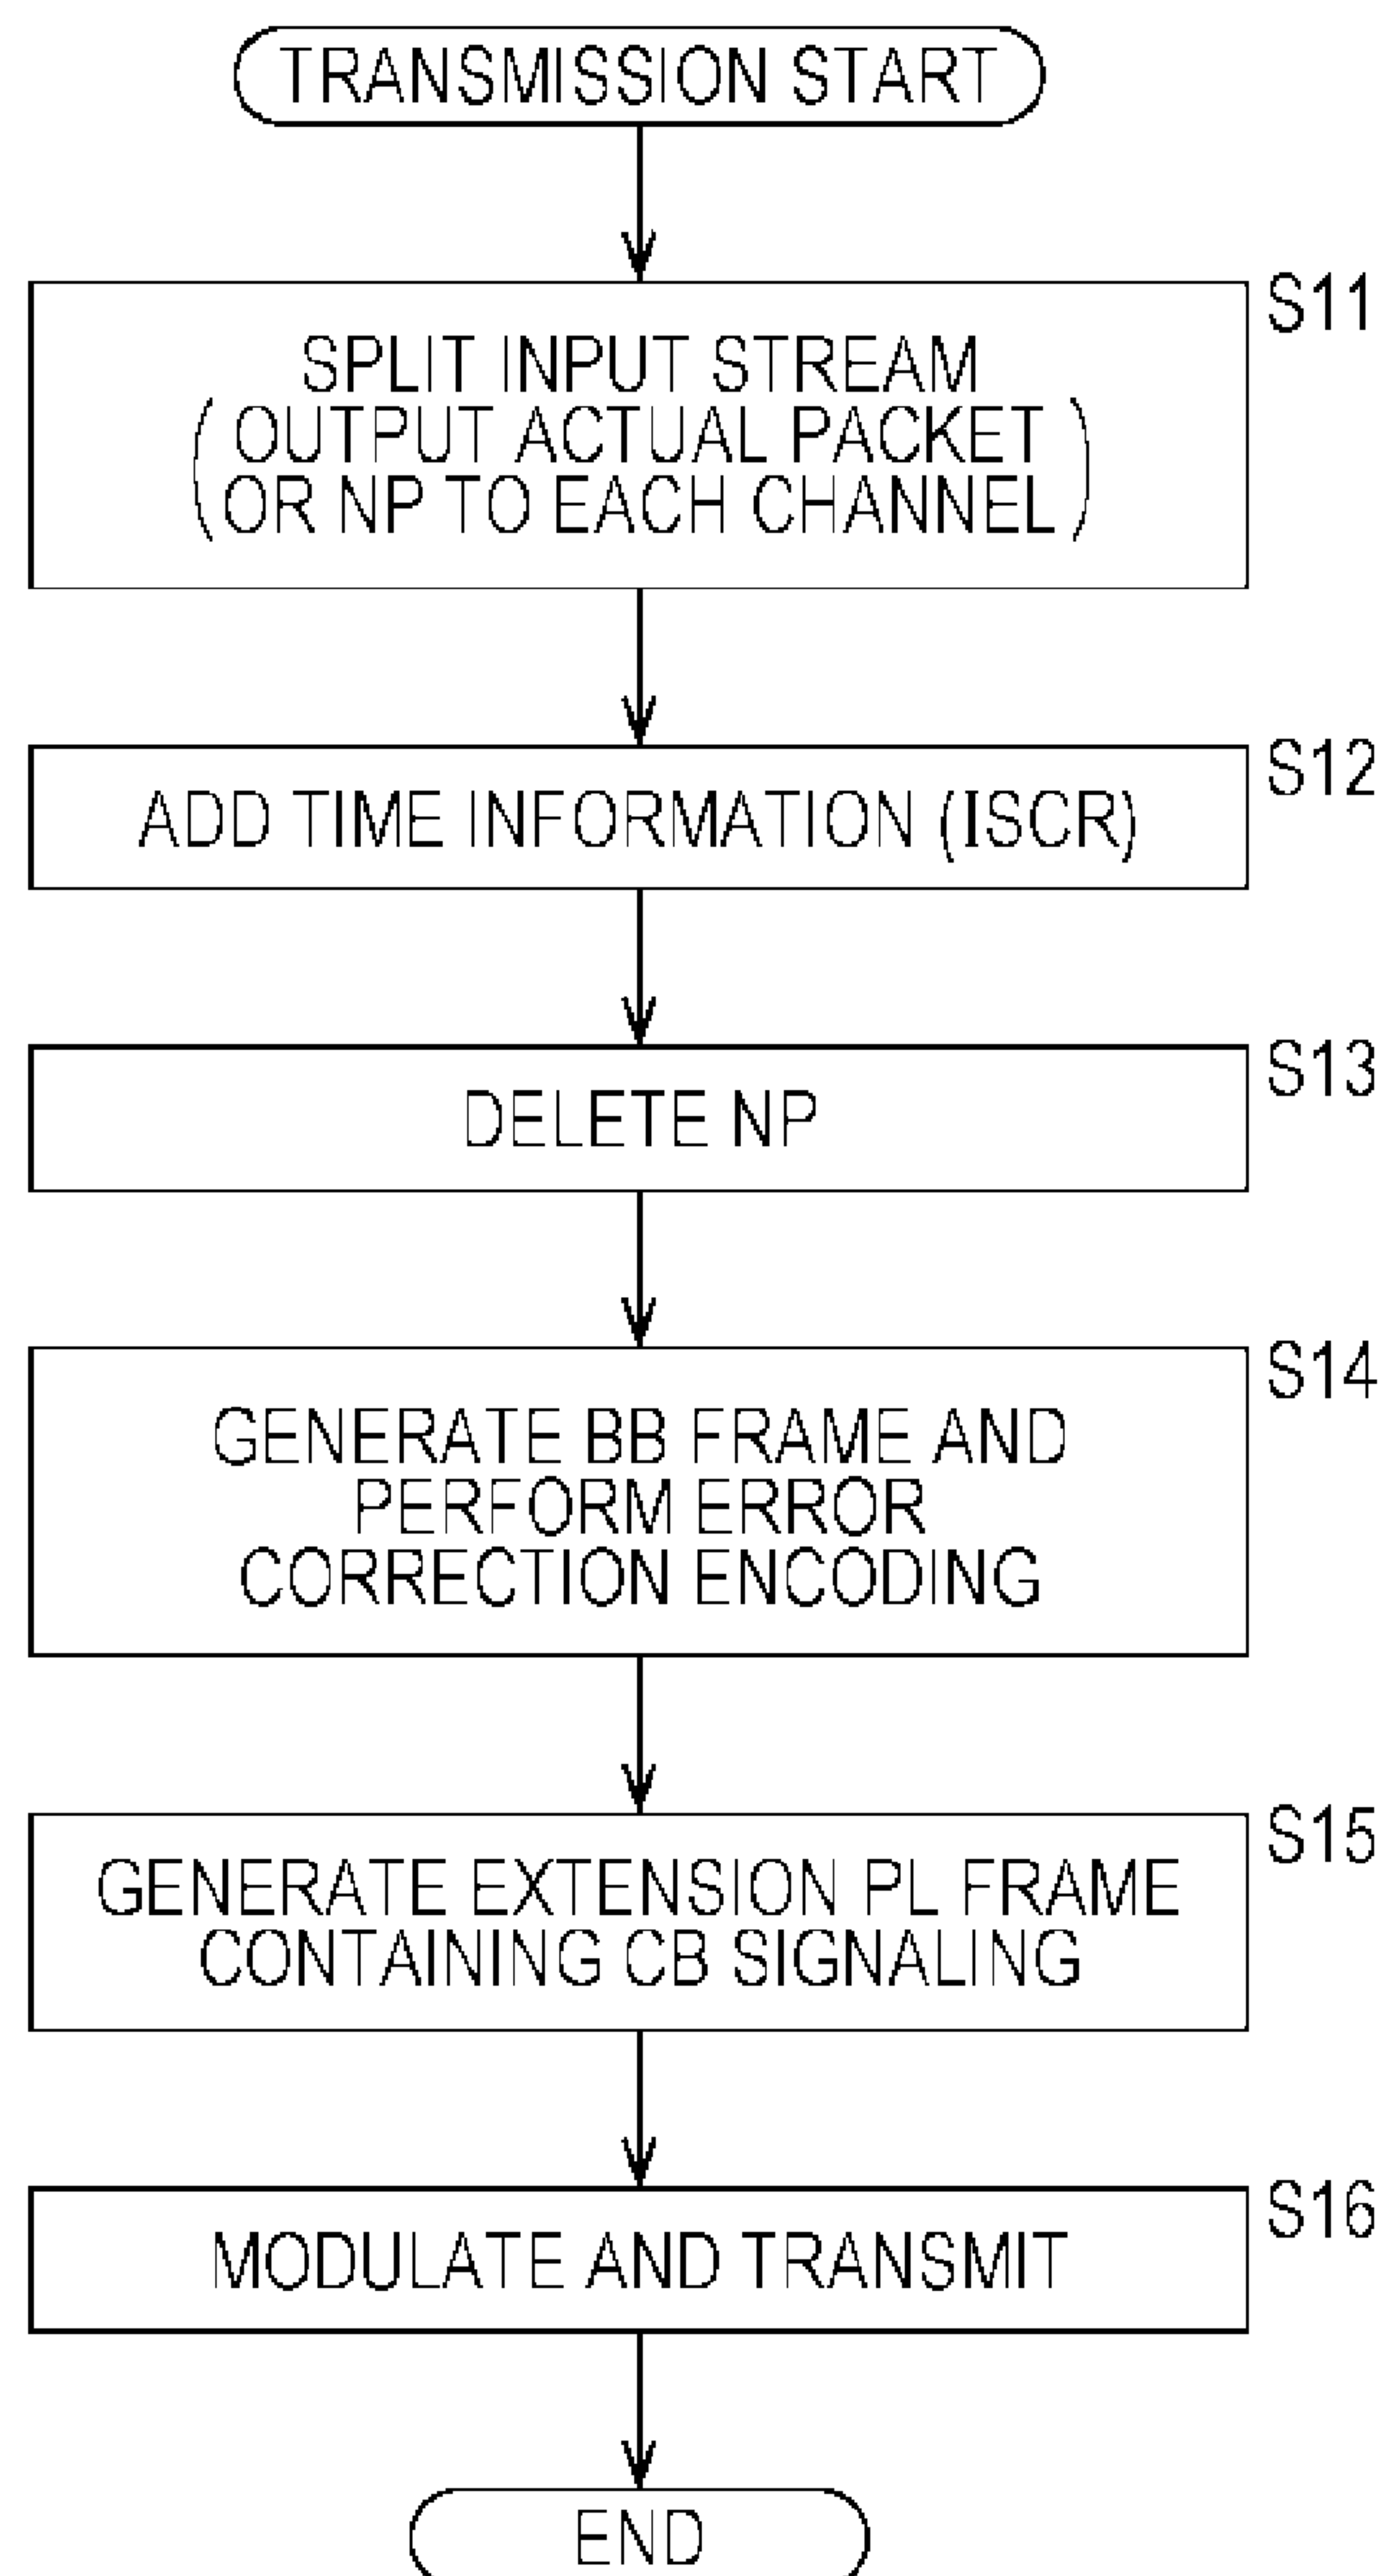 TRANSMISSION START
S11
SPLIT INPUT STREAM
(OUTPUT ACTUAL PACKET
OR NP TO EACH CHANNEL)
S12
ADD TIME INFORMATION (ISCR)
S13
DELETE NP
S14
GENERATE BB FRAME AND
PERFORM ERROR
CORRECTION ENCODING
S15
GENERATE EXTENSION PL FRAME
CONTAINING CB SIGNALING
S16
MODULATE AND TRANSMIT
END